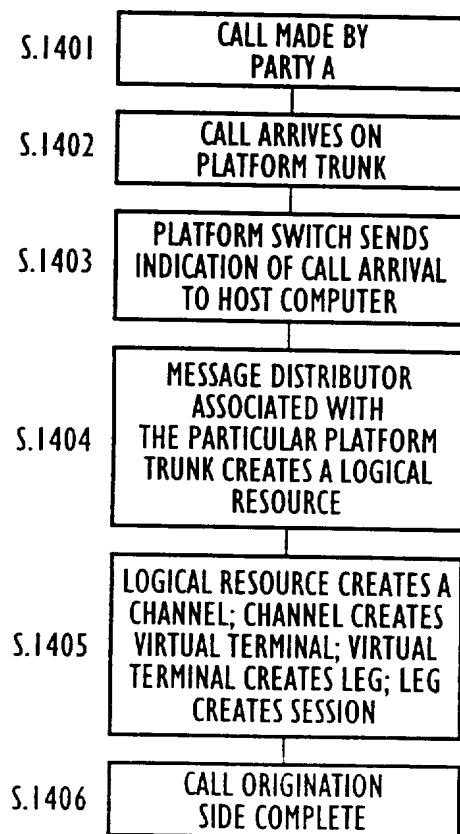 S.1401
CALL MADE BY
PARTY A
S.1402
CALL ARRIVES ON
PLATFORM TRUNK
S.1403
PLATFORM SWITCH SENDS
INDICATION OF CALL ARRIVAL
TO HOST COMPUTER
S.1404
MESSAGE DISTRIBUTOR
ASSOCIATED WITH
THE PARTICULAR PLATFORM
TRUNK CREATES A LOGICAL
RESOURCE
S.1405
LOGICAL RESOURCE CREATES A
CHANNEL; CHANNEL CREATES
VIRTUAL TERMINAL; VIRTUAL
TERMINAL CREATES LEG; LEG
CREATES SESSION
S.1406
CALL ORIGINATION
SIDE COMPLETE